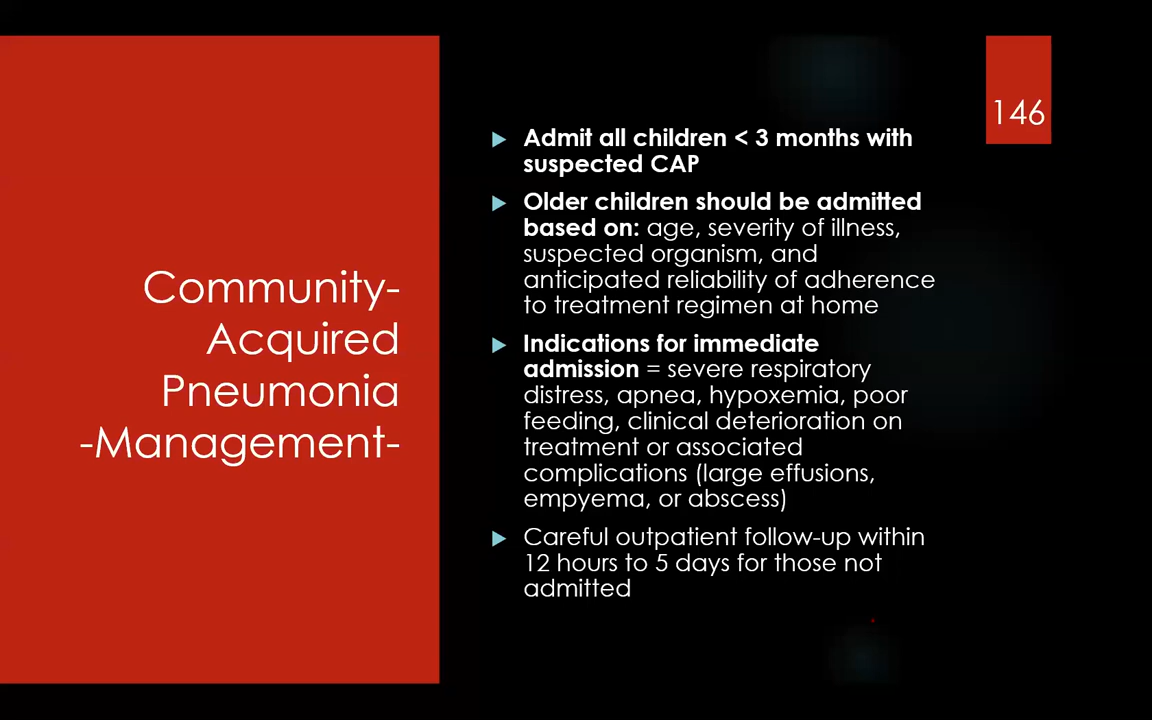 146
Community-
Acquired
Pneumonia
-Management-
Admit all children < 3 months with
suspected CAP
Older children should be admitted
based on: age, severity of illness,
suspected organism, and
anticipated reliability of adherence
to treatment regimen at home
Indications for immediate
admission = severe respiratory
distress, apnea, hypoxemia, poor
feeding, clinical deterioration on
treatment or associated
complications (large effusions,
empyema, or abscess)
Careful outpatient follow-up within
12 hours to 5 days for those not
admitted